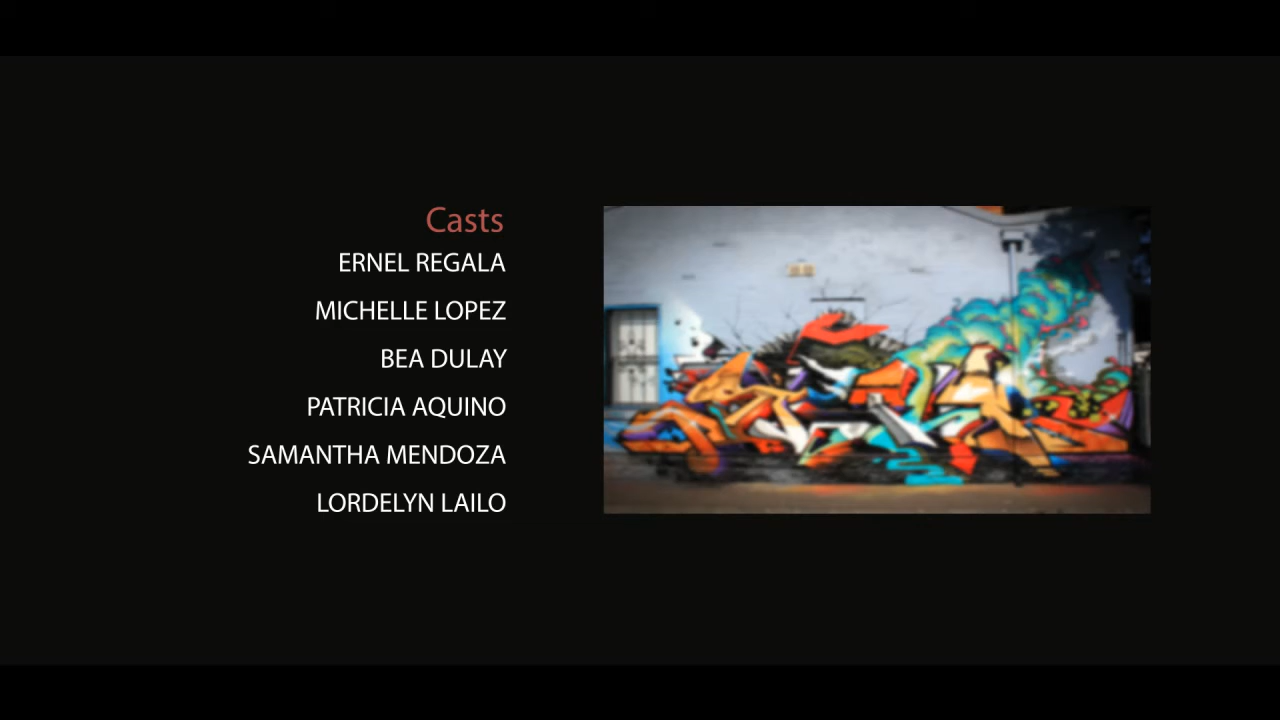 Casts
ERNEL REGALA
MICHELLE LOPEZ
BEA DULAY
PATRICIA AQUINO
SAMANTHA MENDOZA
LORDELYN LAILO